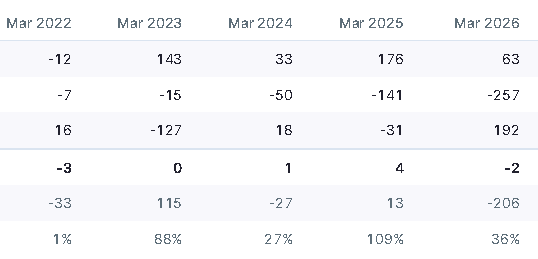 Mar 2022 Mar 2023 Mar 2024 Mar 2025 Mar 2026
-12 143 33 176 63
-7 -15 -50 -141 -257
16 -127 18 -31 192
-3 0 1 4 -2
-33 115 -27 13 -206
1% 88% 27% 109% 36%